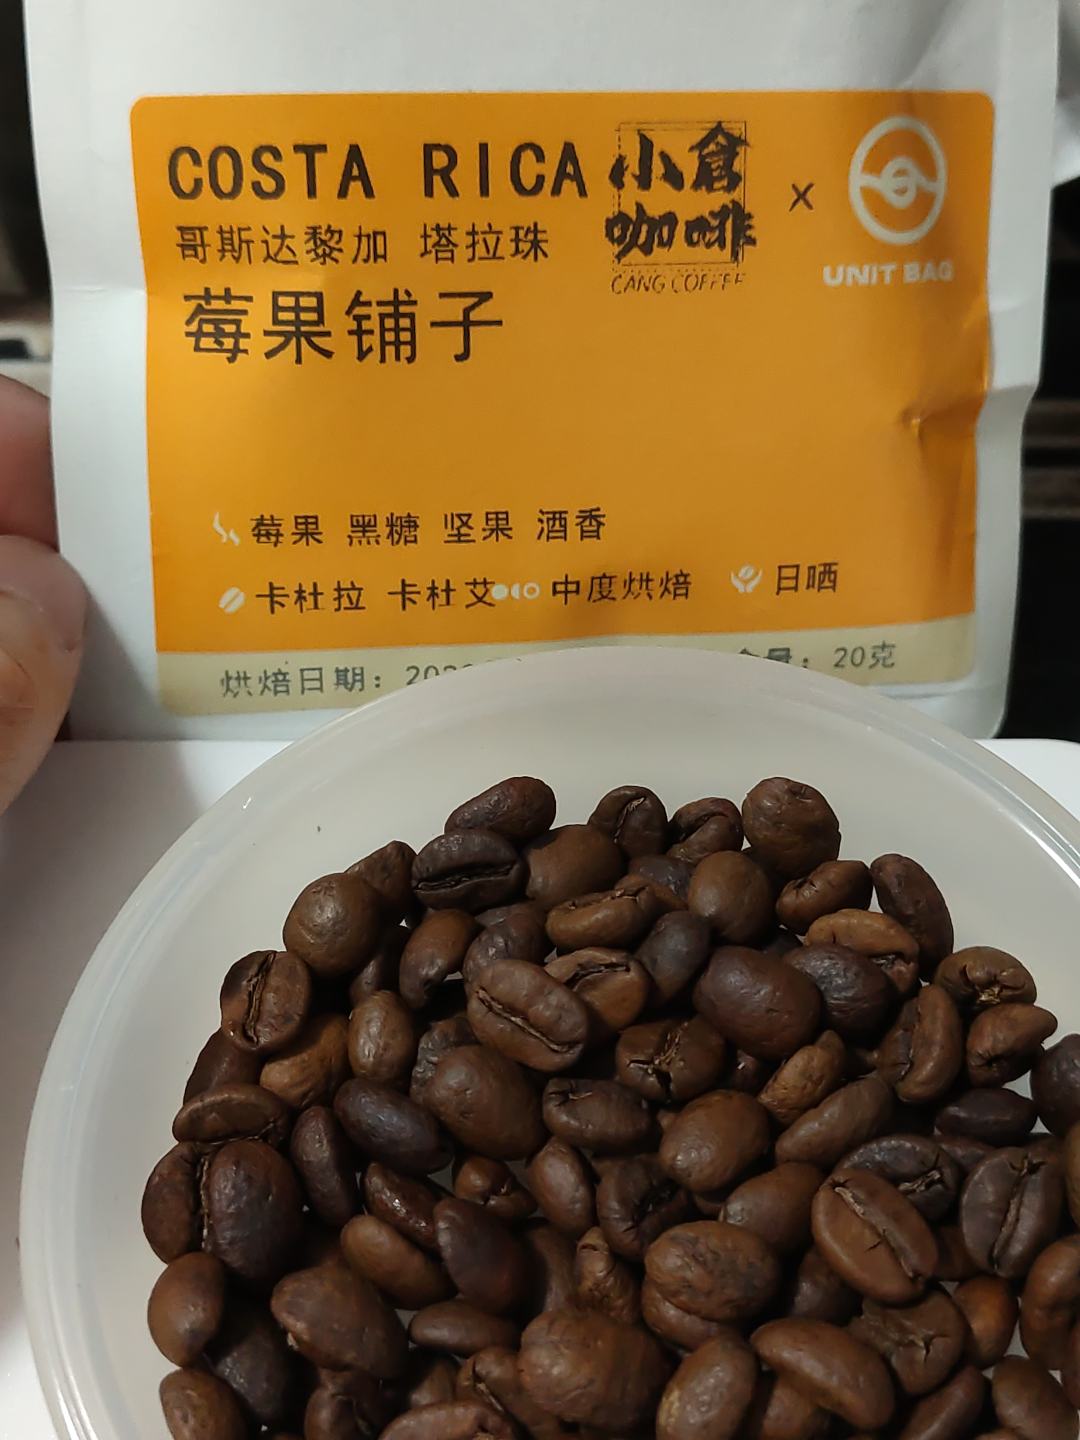 COSTA RICA
哥斯达黎加 塔拉珠
莓果铺子
小倉
咖啡
CANG COFFEE
X
UNIT BAG
莓果 黑糖 坚果 酒香
卡杜拉 卡杜艾 中度烘焙 日晒
烘焙日期： 量：20克